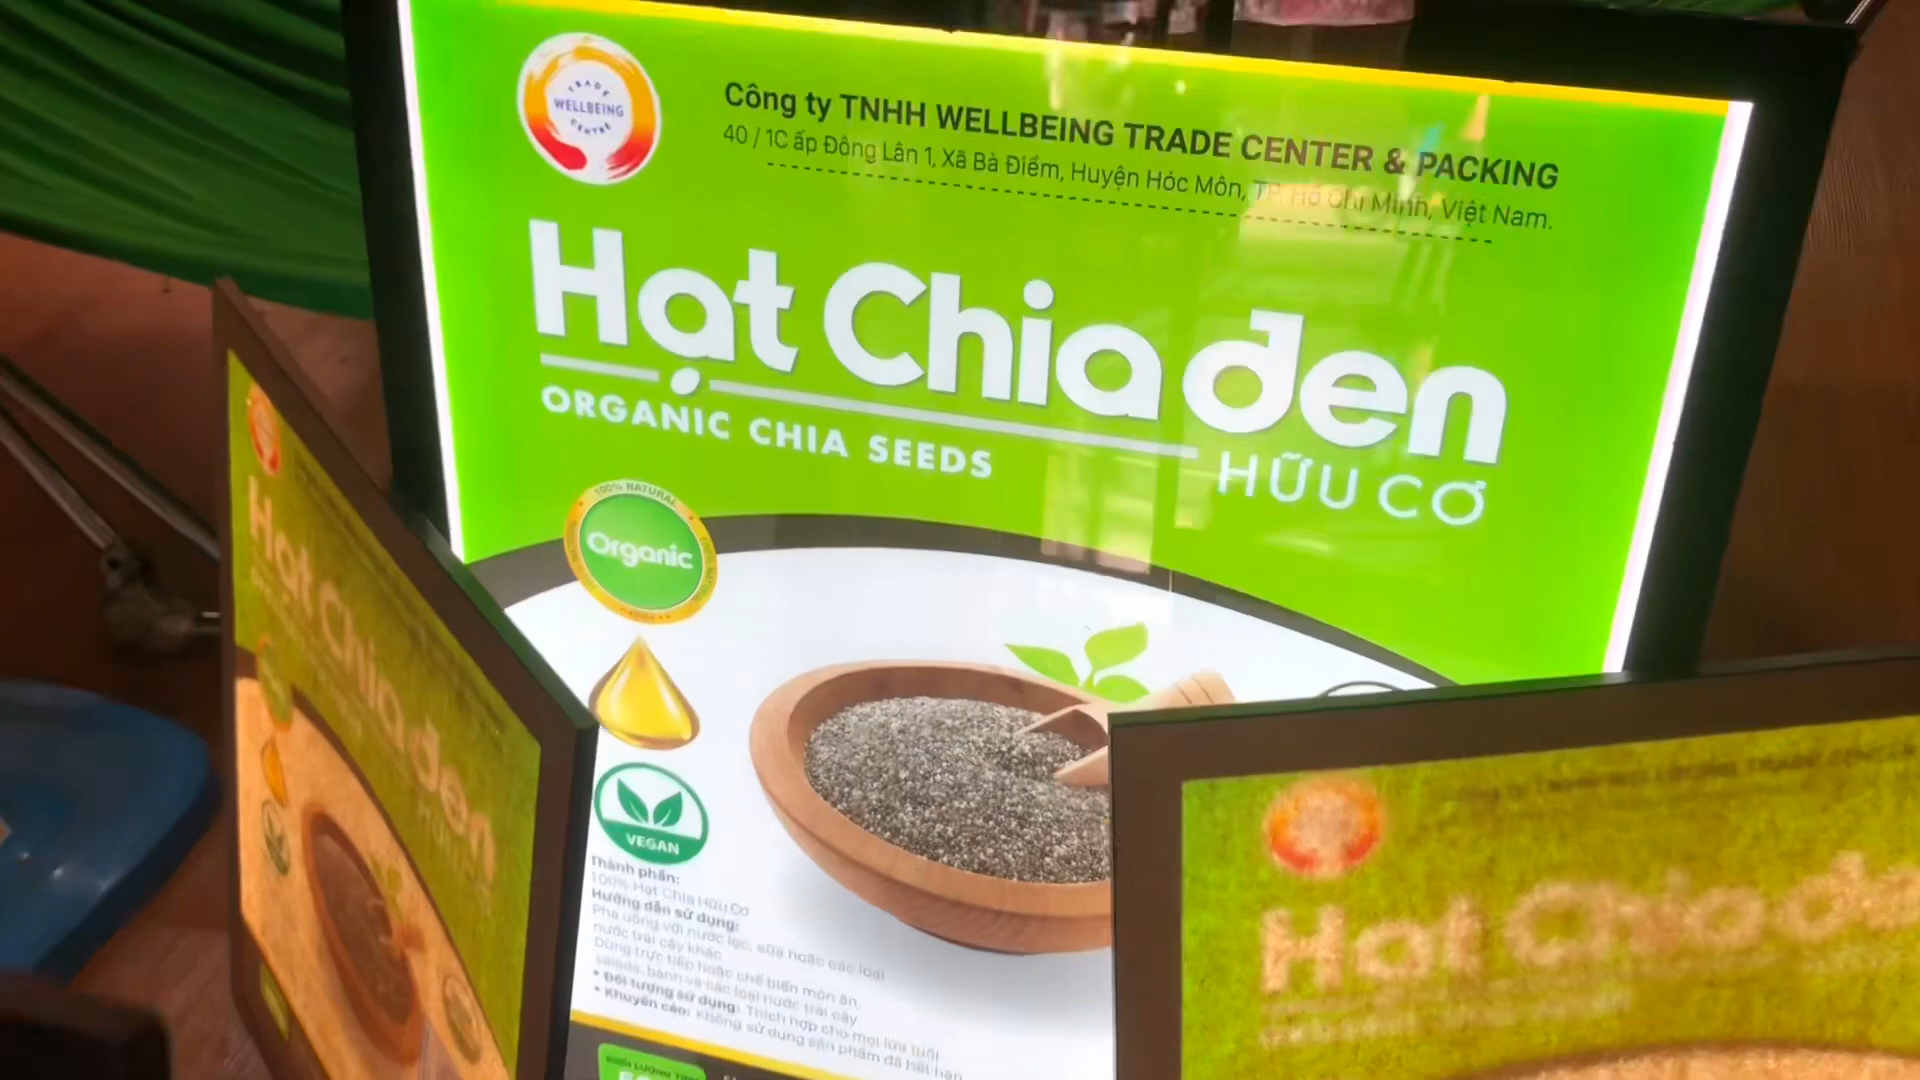 TRADE
WELLBEING
CENTRE
Công ty TNHH WELLBEING TRADE CENTER & PACKING
40 / 1C ấp Đông Lân 1, Xã Bà Điểm, Huyện Hóc Môn, TP. Hồ Chí Minh, Việt Nam.
Hạt Chia đen
ORGANIC CHIA SEEDS
HỮU CƠ
100% NATURAL
Organic
VEGAN
Thành phần:
100% Hạt Chia Hữu Cơ
Hướng dẫn sử dụng:
Pha uống với nước lọc, sữa hoặc các loại
nước trái cây khác
Dùng trực tiếp hoặc chế biến món ăn,
salads, bánh và các loại nước trái cây
* Đối tượng sử dụng: Thích hợp cho mọi lứa tuổi
* Khuyến cáo: Không sử dụng sản phẩm đã hết hạn
Hạt Chia đen
Hạt Chia